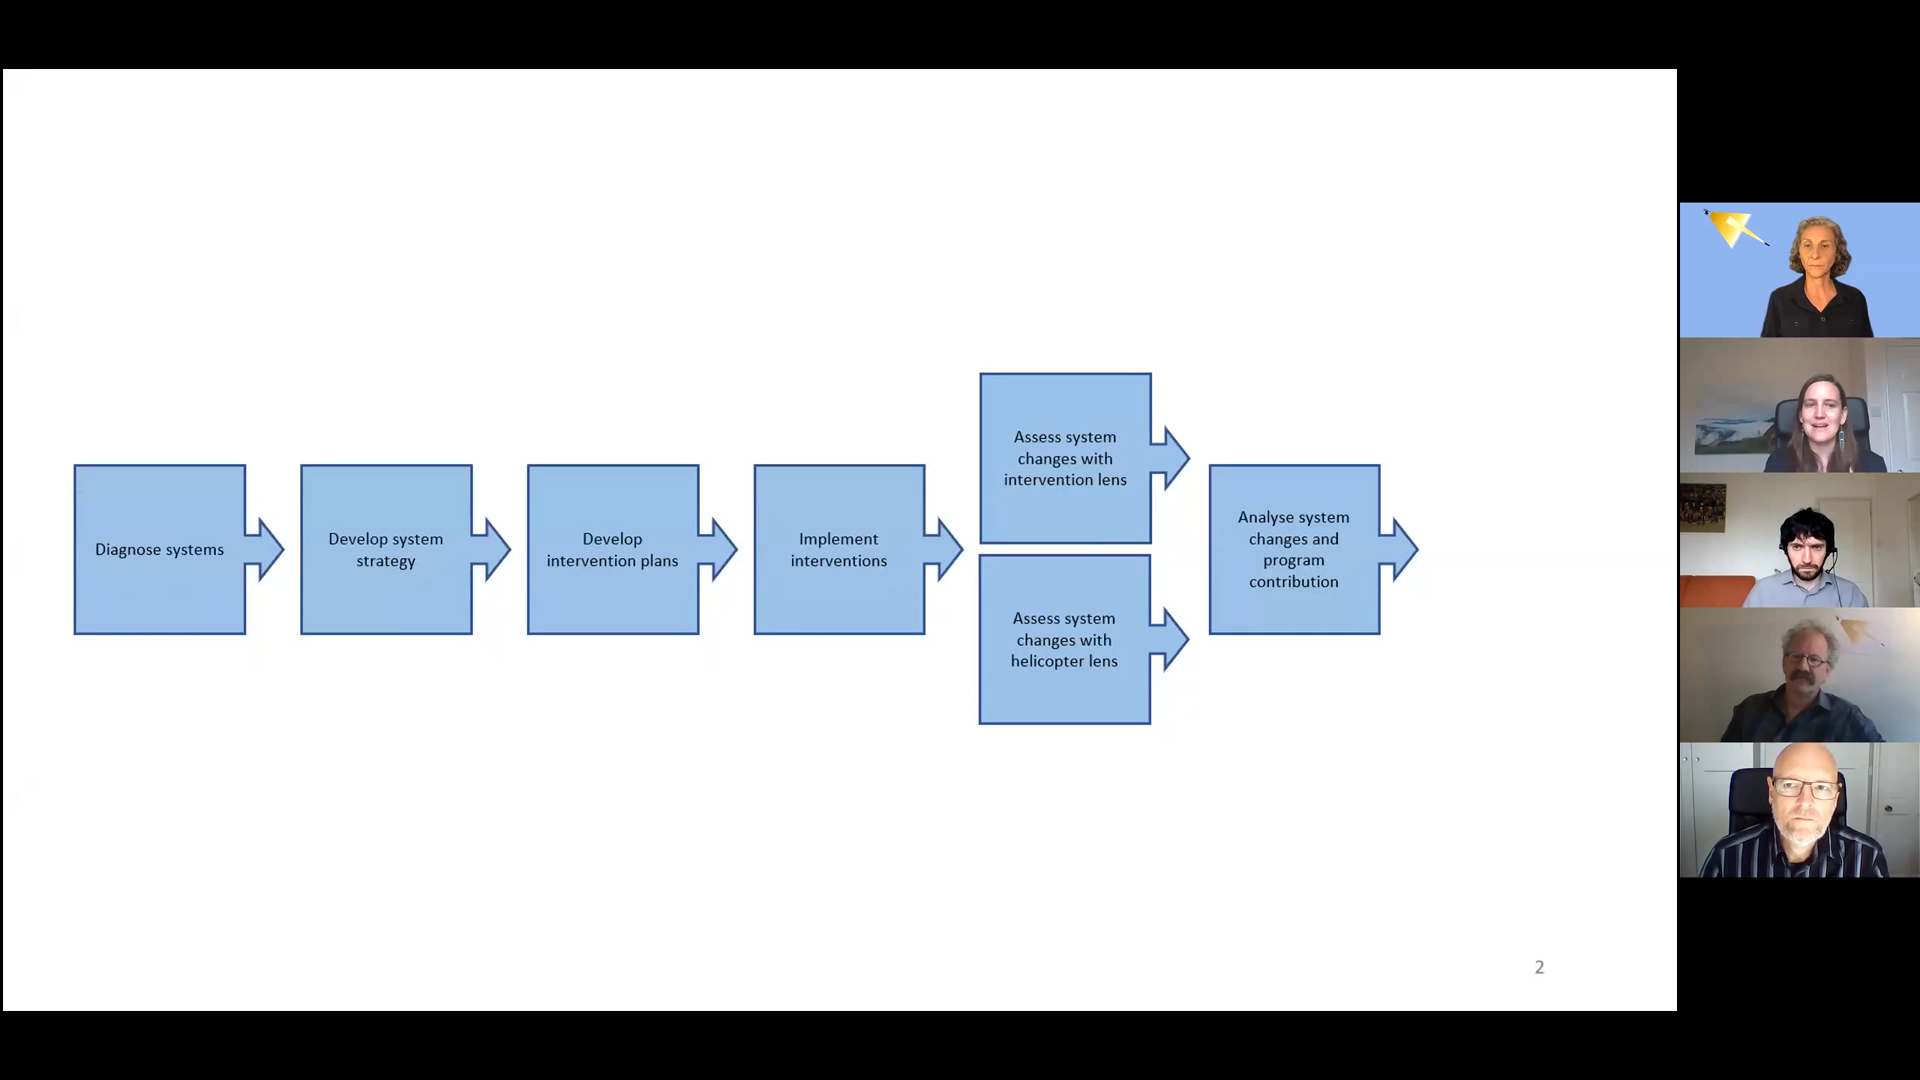 Diagnose systems
Develop system
strategy
Develop
intervention plans
Implement
interventions
Assess system
changes with
intervention lens
Assess system
changes with
helicopter lens
Analyse system
changes and
program
contribution
2